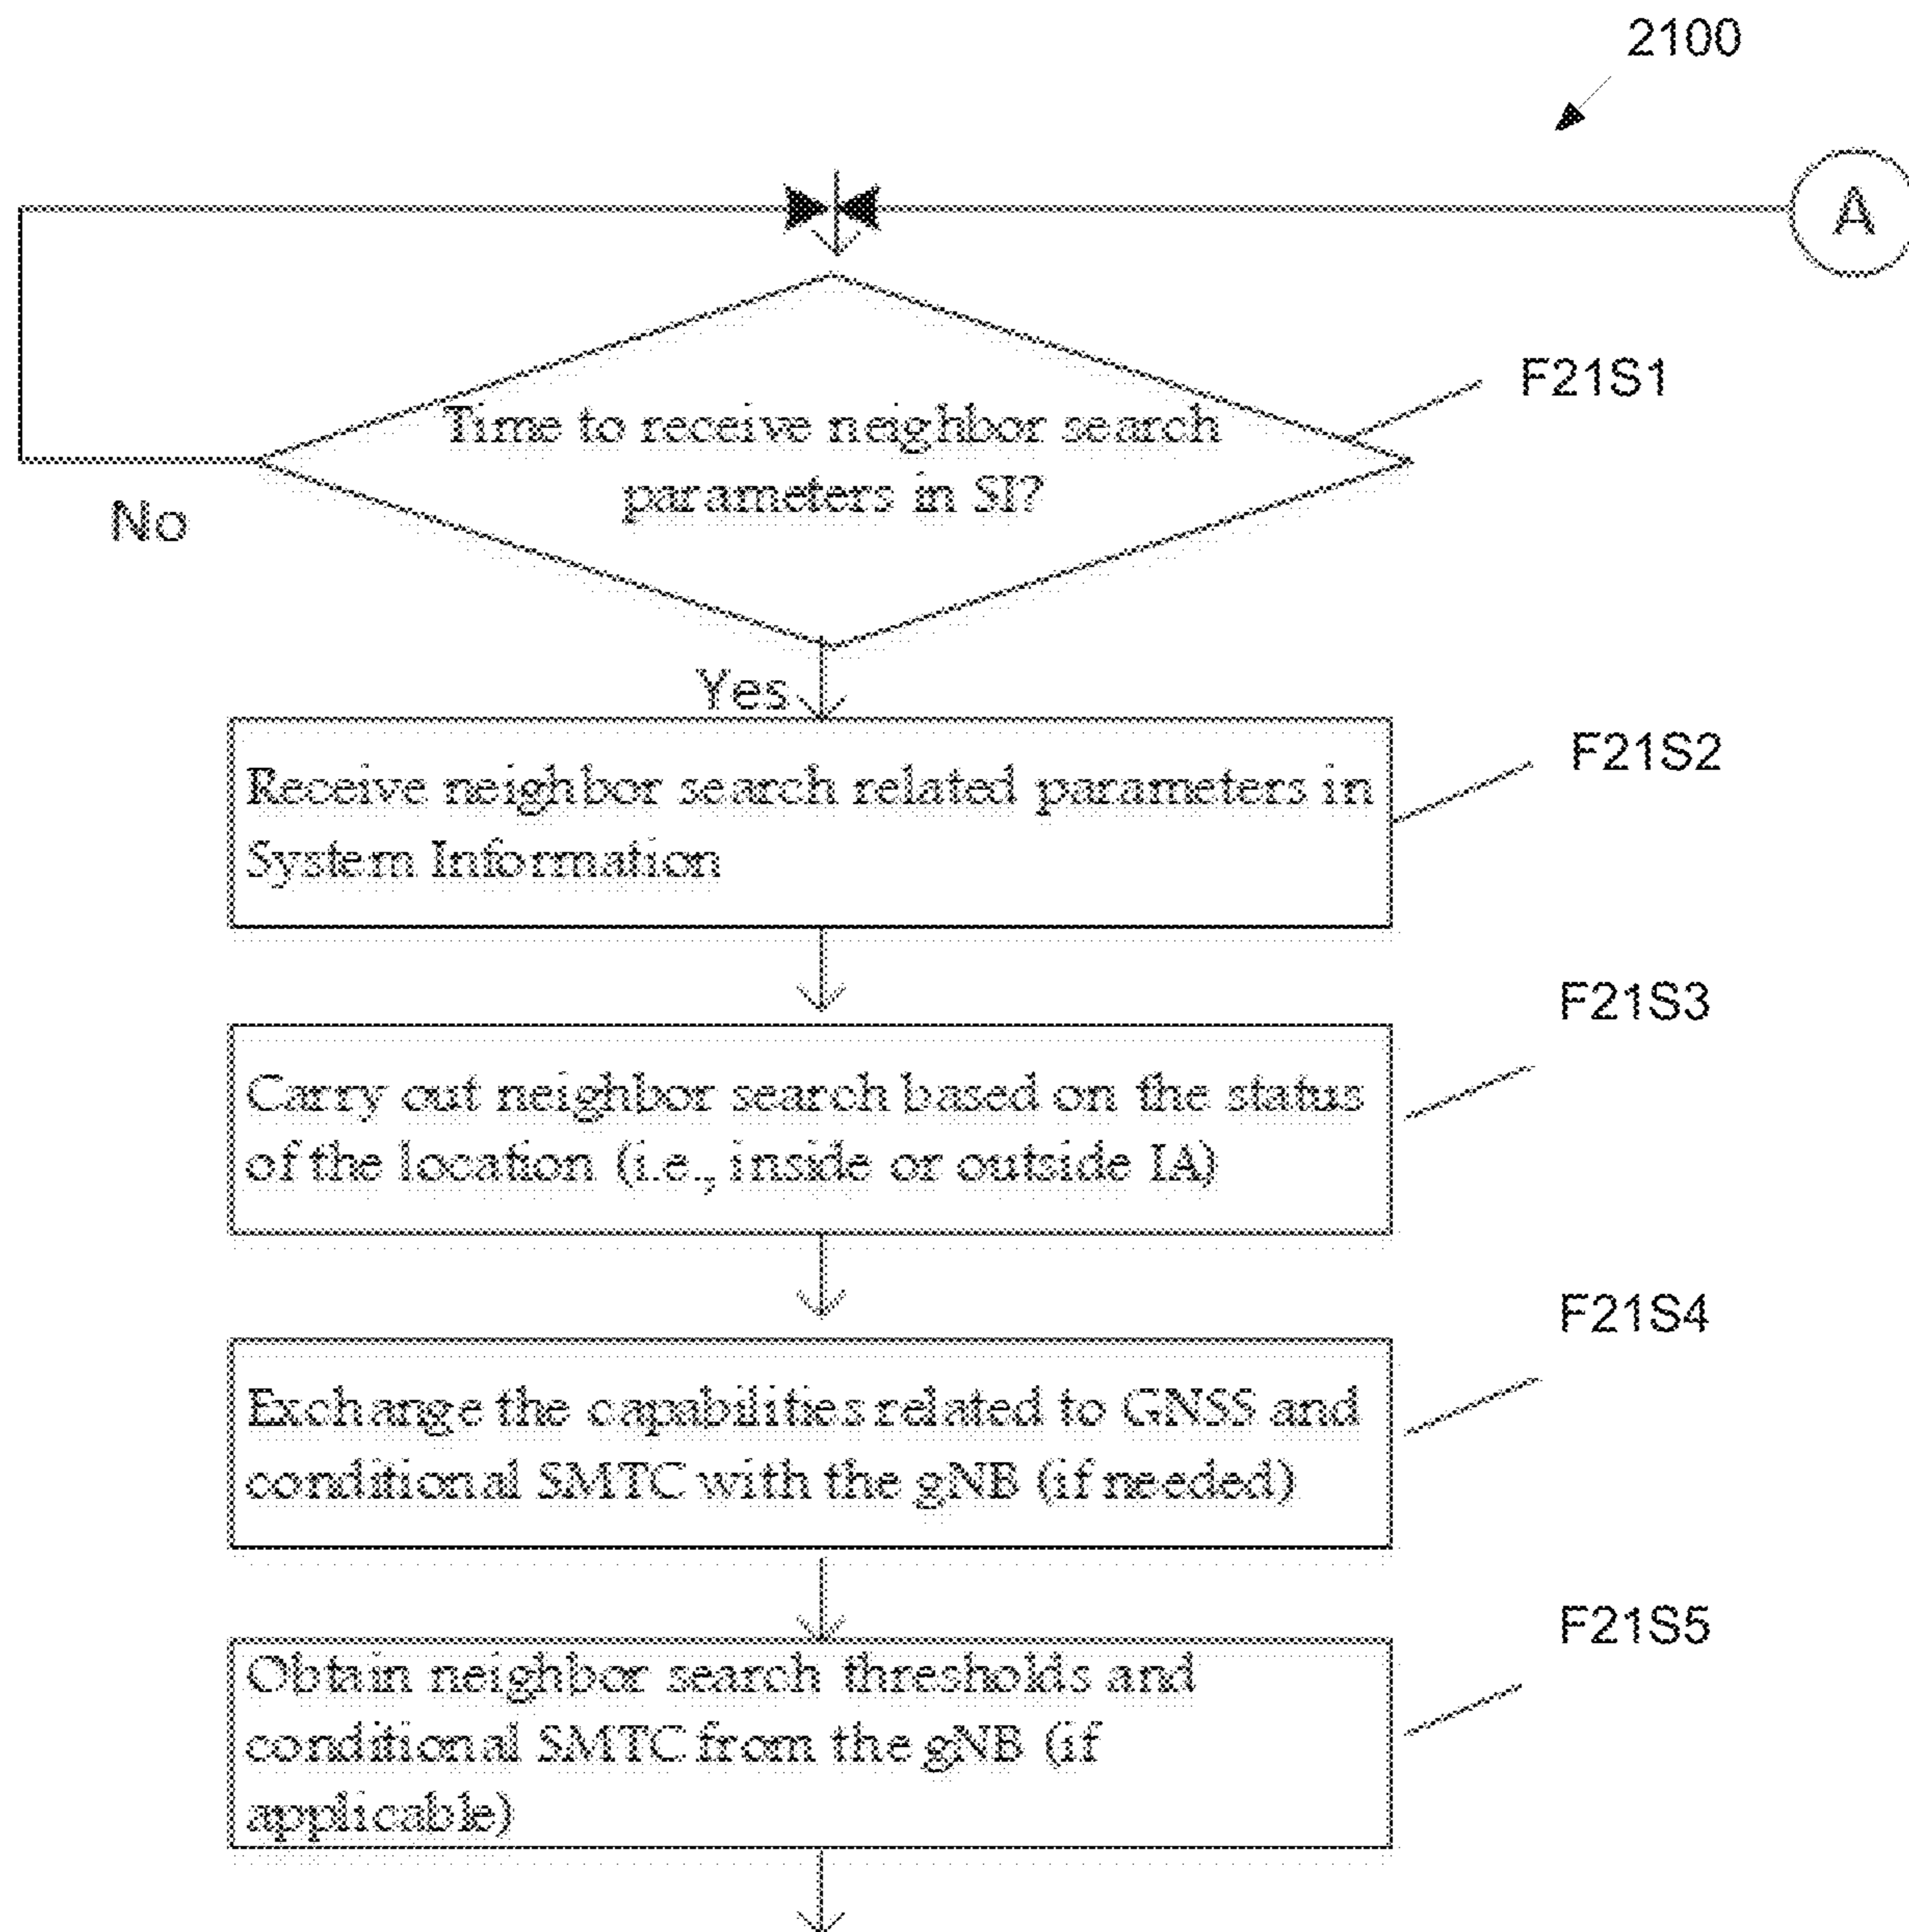 2100
A
F21S1
Time to receive neighbor search
parameters in SI?
No
Yes
F21S2
Receive neighbor search related parameters in
System Information
F21S3
Carry out neighbor search based on the status
of the location (i.e., inside or outside IA)
F21S4
Exchange the capabilities related to GNSS and
conditional SMTC with the gNB (if needed)
F21S5
Obtain neighbor search thresholds and
conditional SMTC from the gNB (if
applicable)